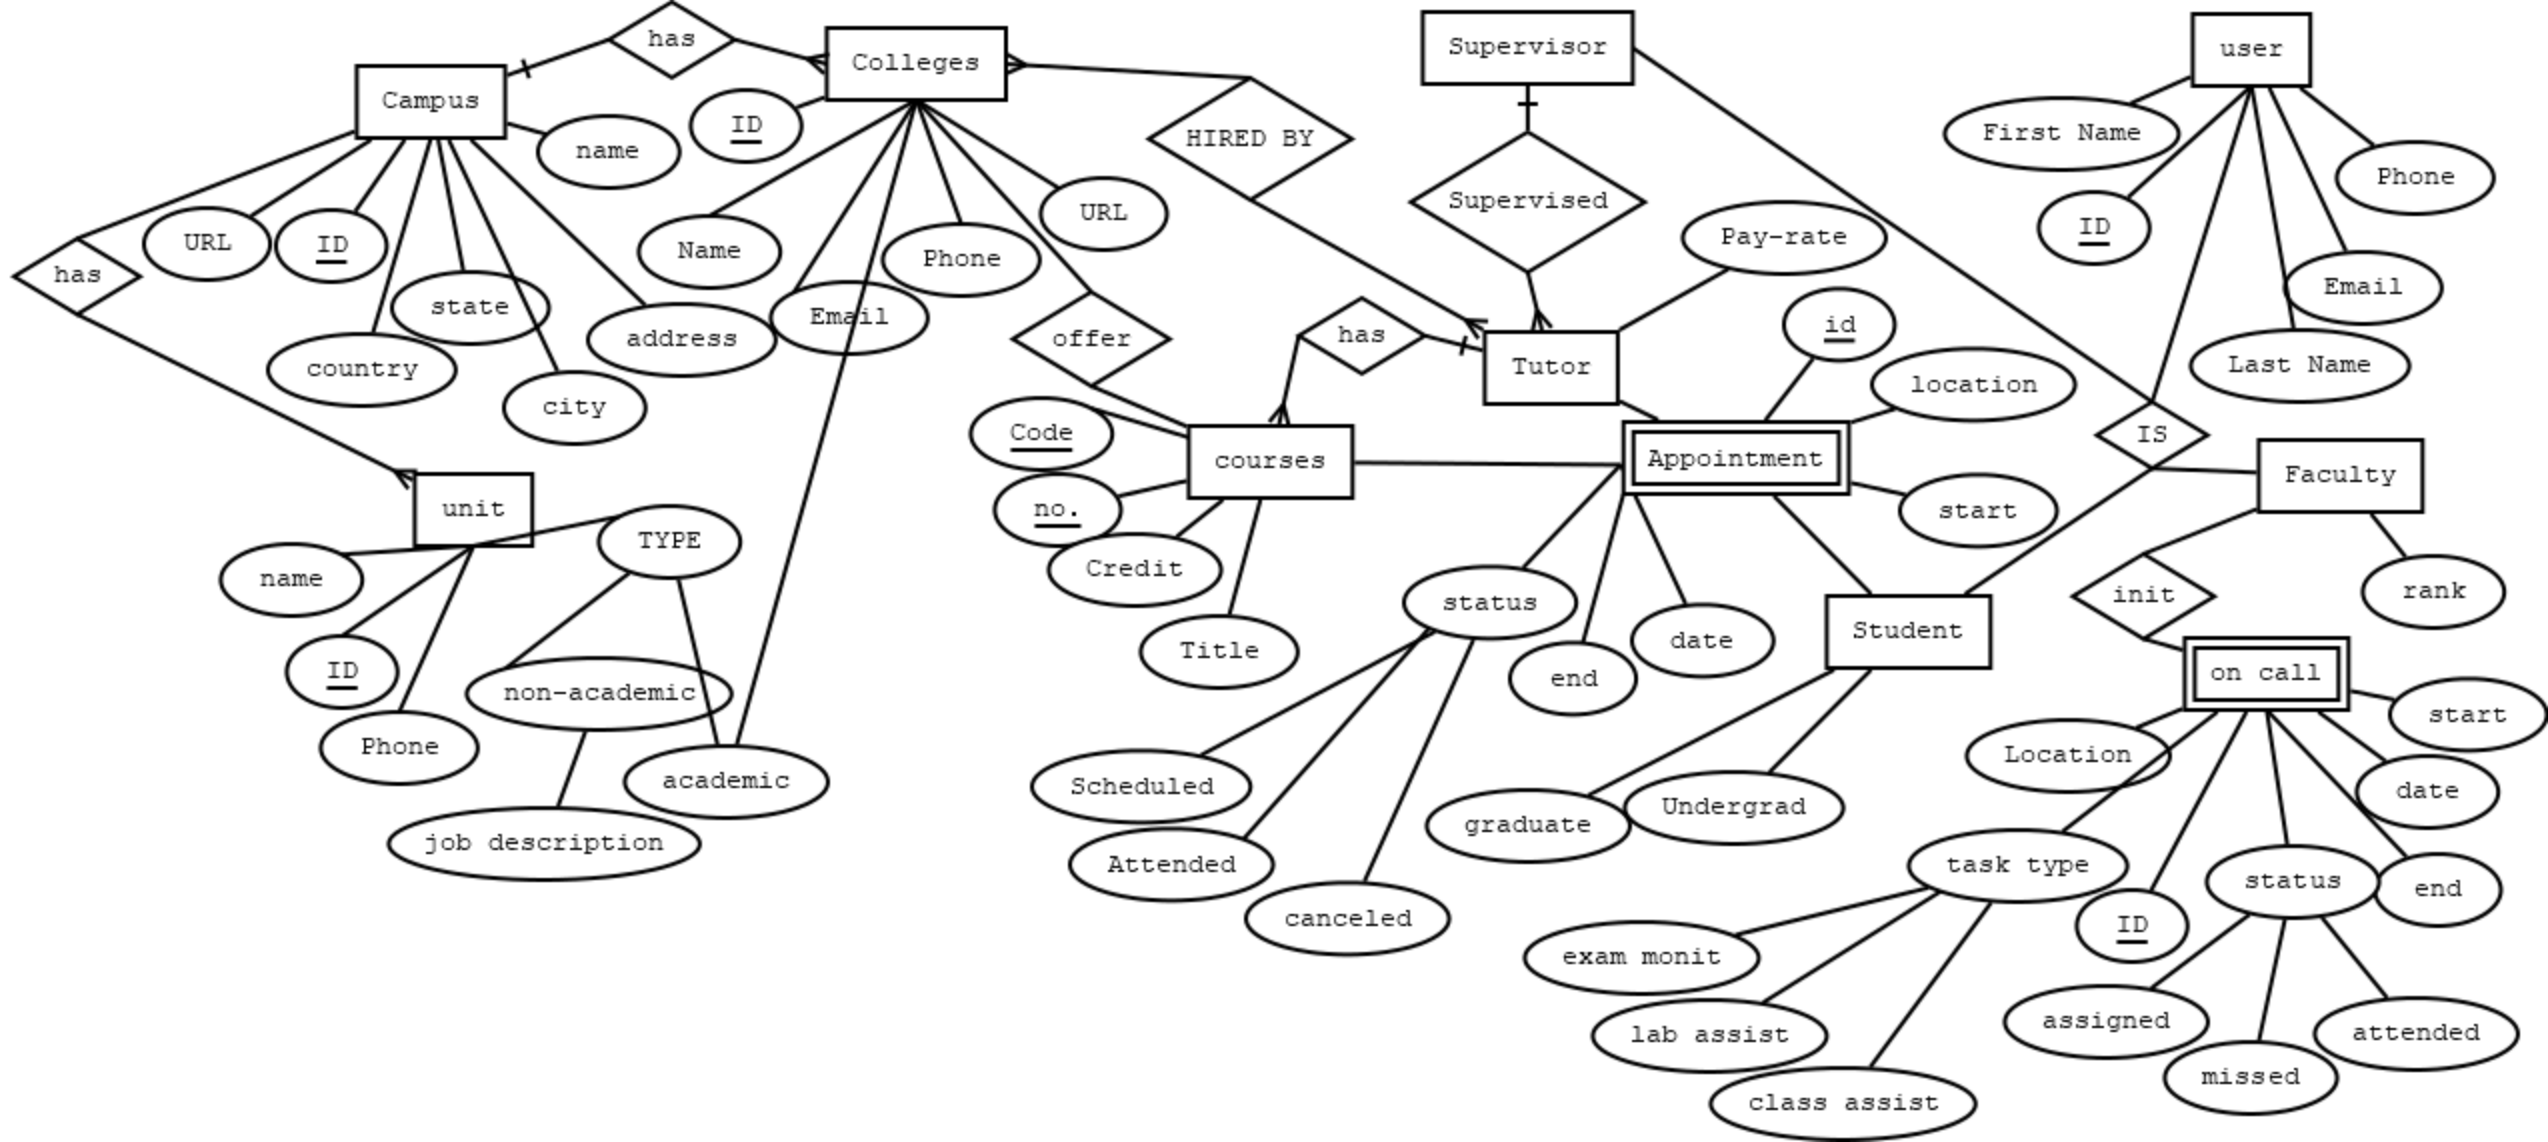 has
Colleges
Supervisor
user
Campus
ID
name
HIRED BY
First Name
Phone
Supervised
URL
ID
Name
Phone
URL
Pay-rate
ID
has
state
Email
Email
country
address
offer
has
Tutor
id
location
Last Name
city
Code
courses
Appointment
IS
Faculty
unit
no.
start
TYPE
name
Credit
status
date
Student
init
rank
ID
Title
end
on call
non-academic
Phone
academic
Scheduled
graduate
Undergrad
Location
start
date
job description
Attended
canceled
task type
status
end
ID
exam monit
lab assist
class assist
assigned
missed
attended